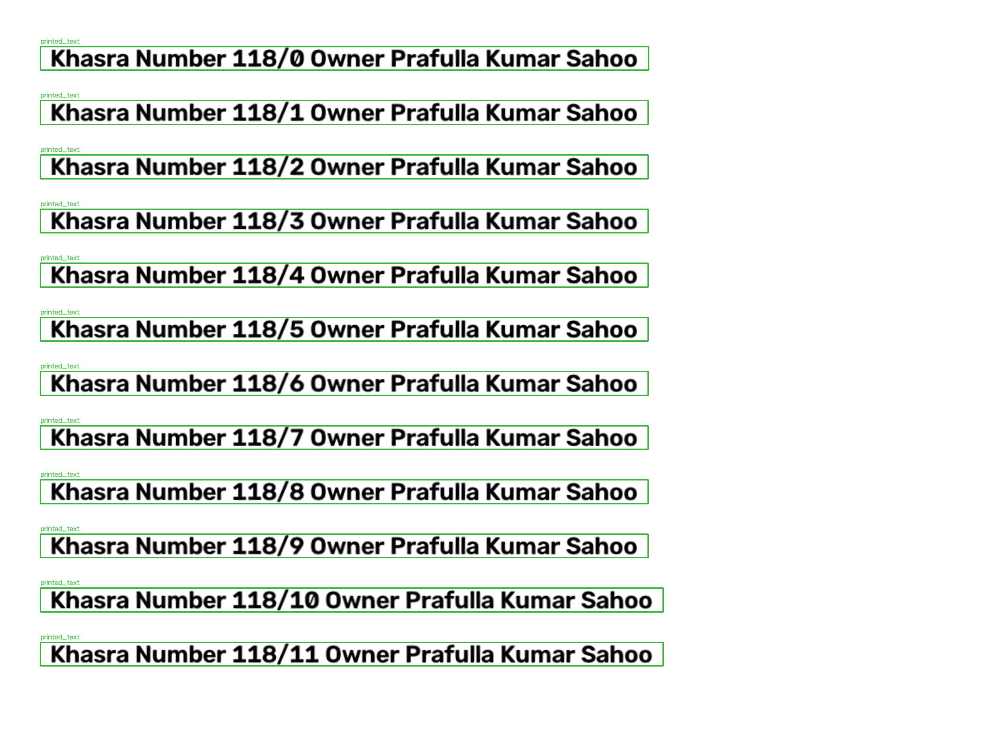 printed_text
Khasra Number 118/0 Owner Prafulla Kumar Sahoo
printed_text
Khasra Number 118/1 Owner Prafulla Kumar Sahoo
printed_text
Khasra Number 118/2 Owner Prafulla Kumar Sahoo
printed_text
Khasra Number 118/3 Owner Prafulla Kumar Sahoo
printed_text
Khasra Number 118/4 Owner Prafulla Kumar Sahoo
printed_text
Khasra Number 118/5 Owner Prafulla Kumar Sahoo
printed_text
Khasra Number 118/6 Owner Prafulla Kumar Sahoo
printed_text
Khasra Number 118/7 Owner Prafulla Kumar Sahoo
printed_text
Khasra Number 118/8 Owner Prafulla Kumar Sahoo
printed_text
Khasra Number 118/9 Owner Prafulla Kumar Sahoo
printed_text
Khasra Number 118/10 Owner Prafulla Kumar Sahoo
printed_text
Khasra Number 118/11 Owner Prafulla Kumar Sahoo